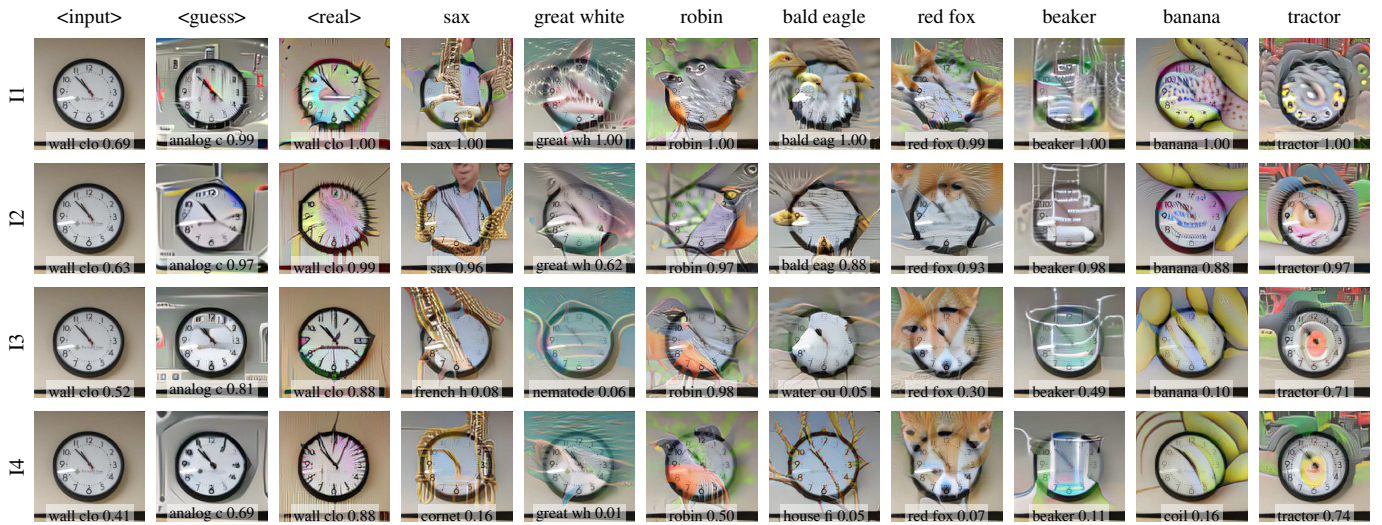 <input> <guess> <real> sax great white robin bald eagle red fox beaker banana tractor
I1
wall clo 0.69 analog c 0.99 wall clo 1.00 sax 1.00 great wh 1.00 robin 1.00 bald eag 1.00 red fox 0.99 beaker 1.00 banana 1.00 tractor 1.00
I2
wall clo 0.63 analog c 0.97 wall clo 0.99 sax 0.96 great wh 0.62 robin 0.97 bald eag 0.88 red fox 0.93 beaker 0.98 banana 0.88 tractor 0.97
I3
wall clo 0.52 analog c 0.81 wall clo 0.88 french h 0.08 nematode 0.06 robin 0.98 water ou 0.05 red fox 0.30 beaker 0.49 banana 0.10 tractor 0.71
I4
wall clo 0.41 analog c 0.69 wall clo 0.88 cornet 0.16 great wh 0.01 robin 0.50 house fi 0.05 red fox 0.07 beaker 0.11 coil 0.16 tractor 0.74